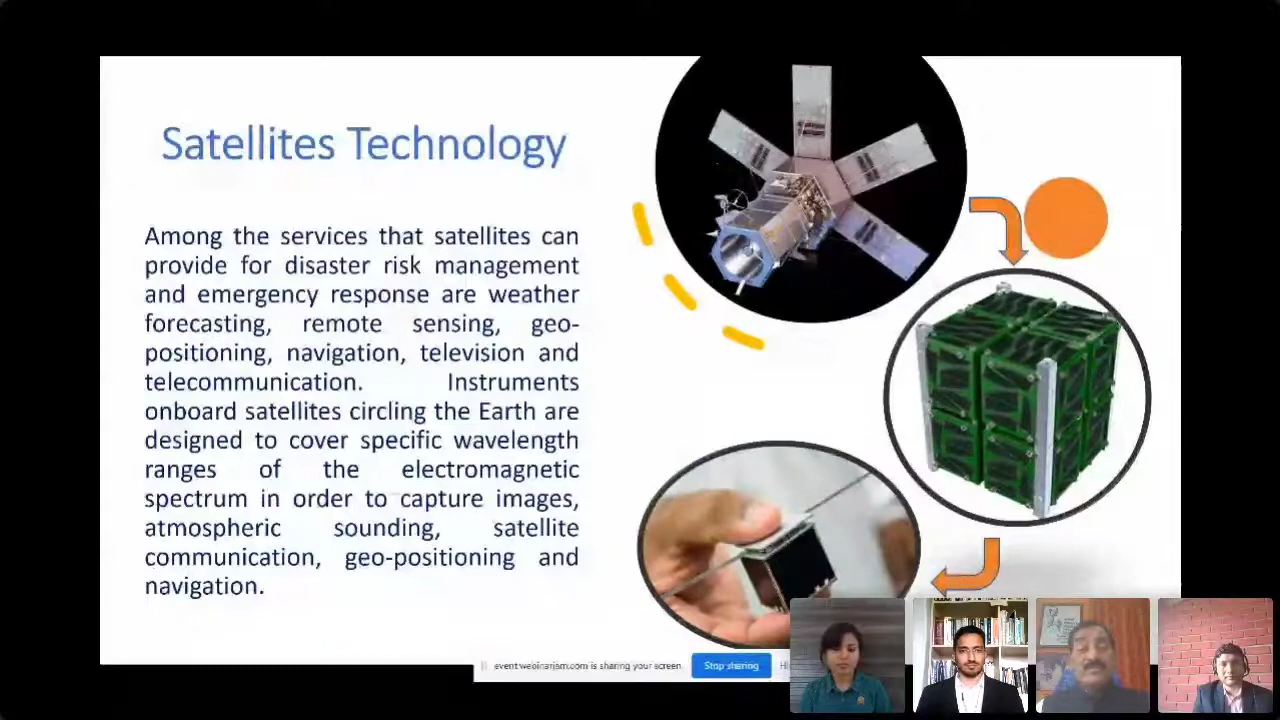 Satellites Technology
Among the services that satellites can
provide for disaster risk management
and emergency response are weather
forecasting, remote sensing, geo-
positioning, navigation, television and
telecommunication. Instruments
onboard satellites circling the Earth are
designed to cover specific wavelength
ranges of the electromagnetic
spectrum in order to capture images,
atmospheric sounding, satellite
communication, geo-positioning and
navigation.
event.webinarism.com is sharing your screen. Stop sharing